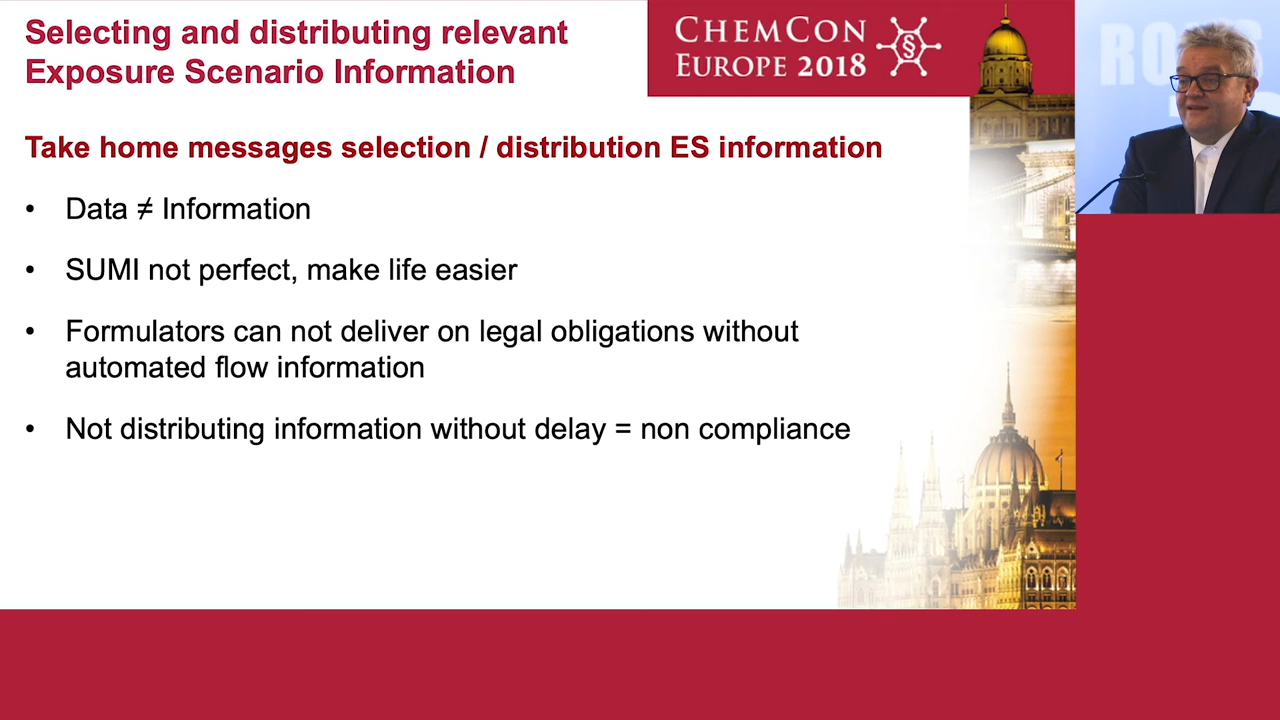 Selecting and distributing relevant
Exposure Scenario Information
CHEMCON
EUROPE 2018
§
Take home messages selection / distribution ES information
• Data ≠ Information
• SUMI not perfect, make life easier
• Formulators can not deliver on legal obligations without
automated flow information
• Not distributing information without delay = non compliance